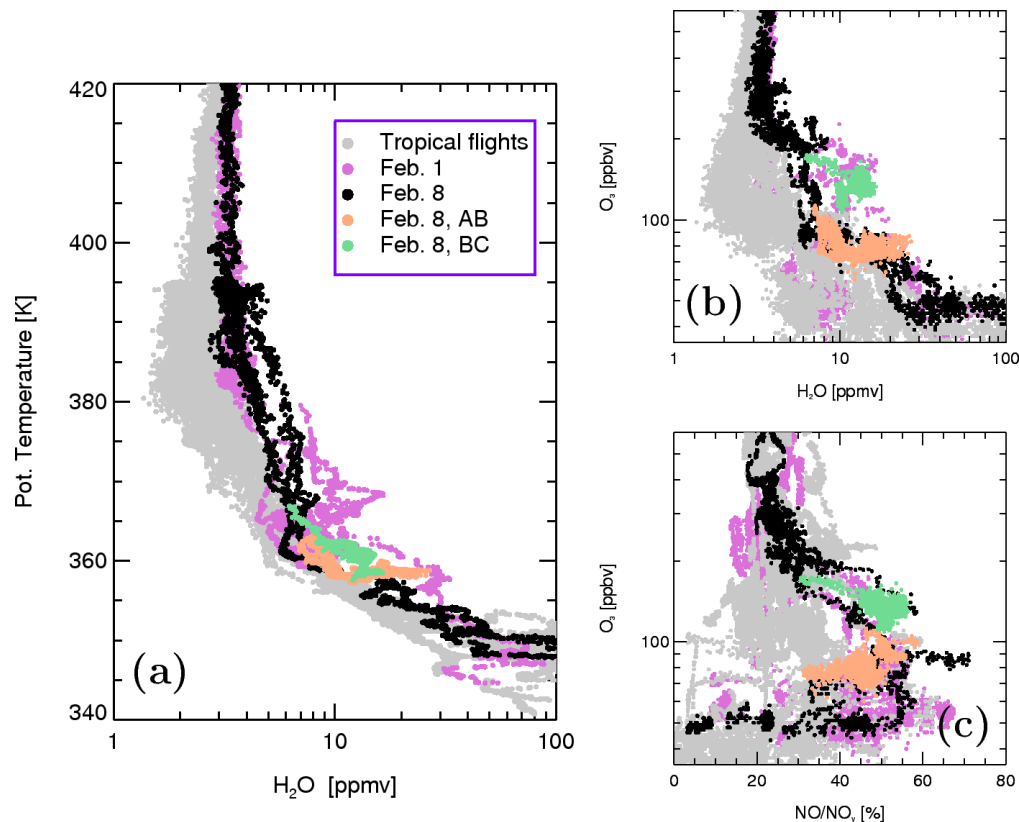 420
400
380
360
340
Pot. Temperature [K]
1
10
100
H₂O [ppmv]
Tropical flights
Feb. 1
Feb. 8
Feb. 8, AB
Feb. 8, BC
(a)
O₃ [ppbv]
100
(b)
1
10
100
H₂O [ppmv]
O₃ [ppbv]
100
(c)
0
20
40
60
80
NO/NOᵧ [%]